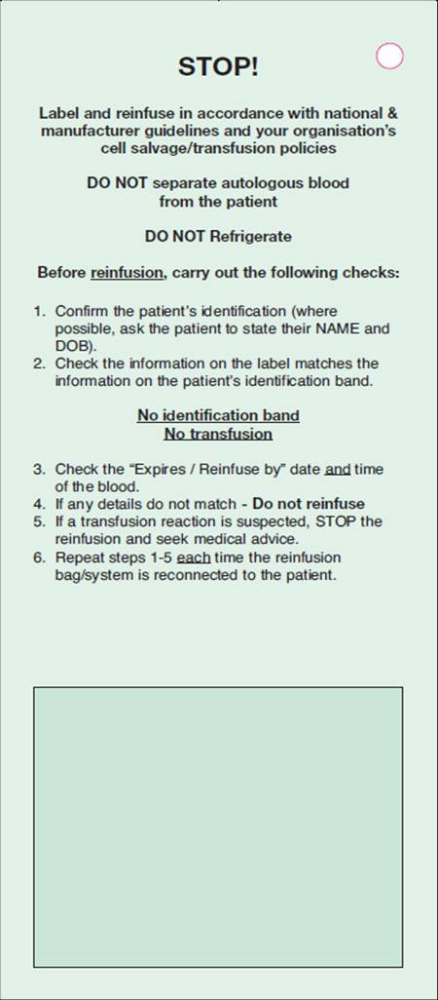 STOP!
Label and reinfuse in accordance with national &
manufacturer guidelines and your organisation's
cell salvage/transfusion policies
DO NOT separate autologous blood
from the patient
DO NOT Refrigerate
Before reinfusion, carry out the following checks:
1. Confirm the patient's identification (where
possible, ask the patient to state their NAME and
DOB).
2. Check the information on the label matches the
information on the patient's identification band.
No identification band
No transfusion
3. Check the “Expires / Reinfuse by” date and time
of the blood.
4. If any details do not match - Do not reinfuse
5. If a transfusion reaction is suspected, STOP the
reinfusion and seek medical advice.
6. Repeat steps 1-5 each time the reinfusion
bag/system is reconnected to the patient.